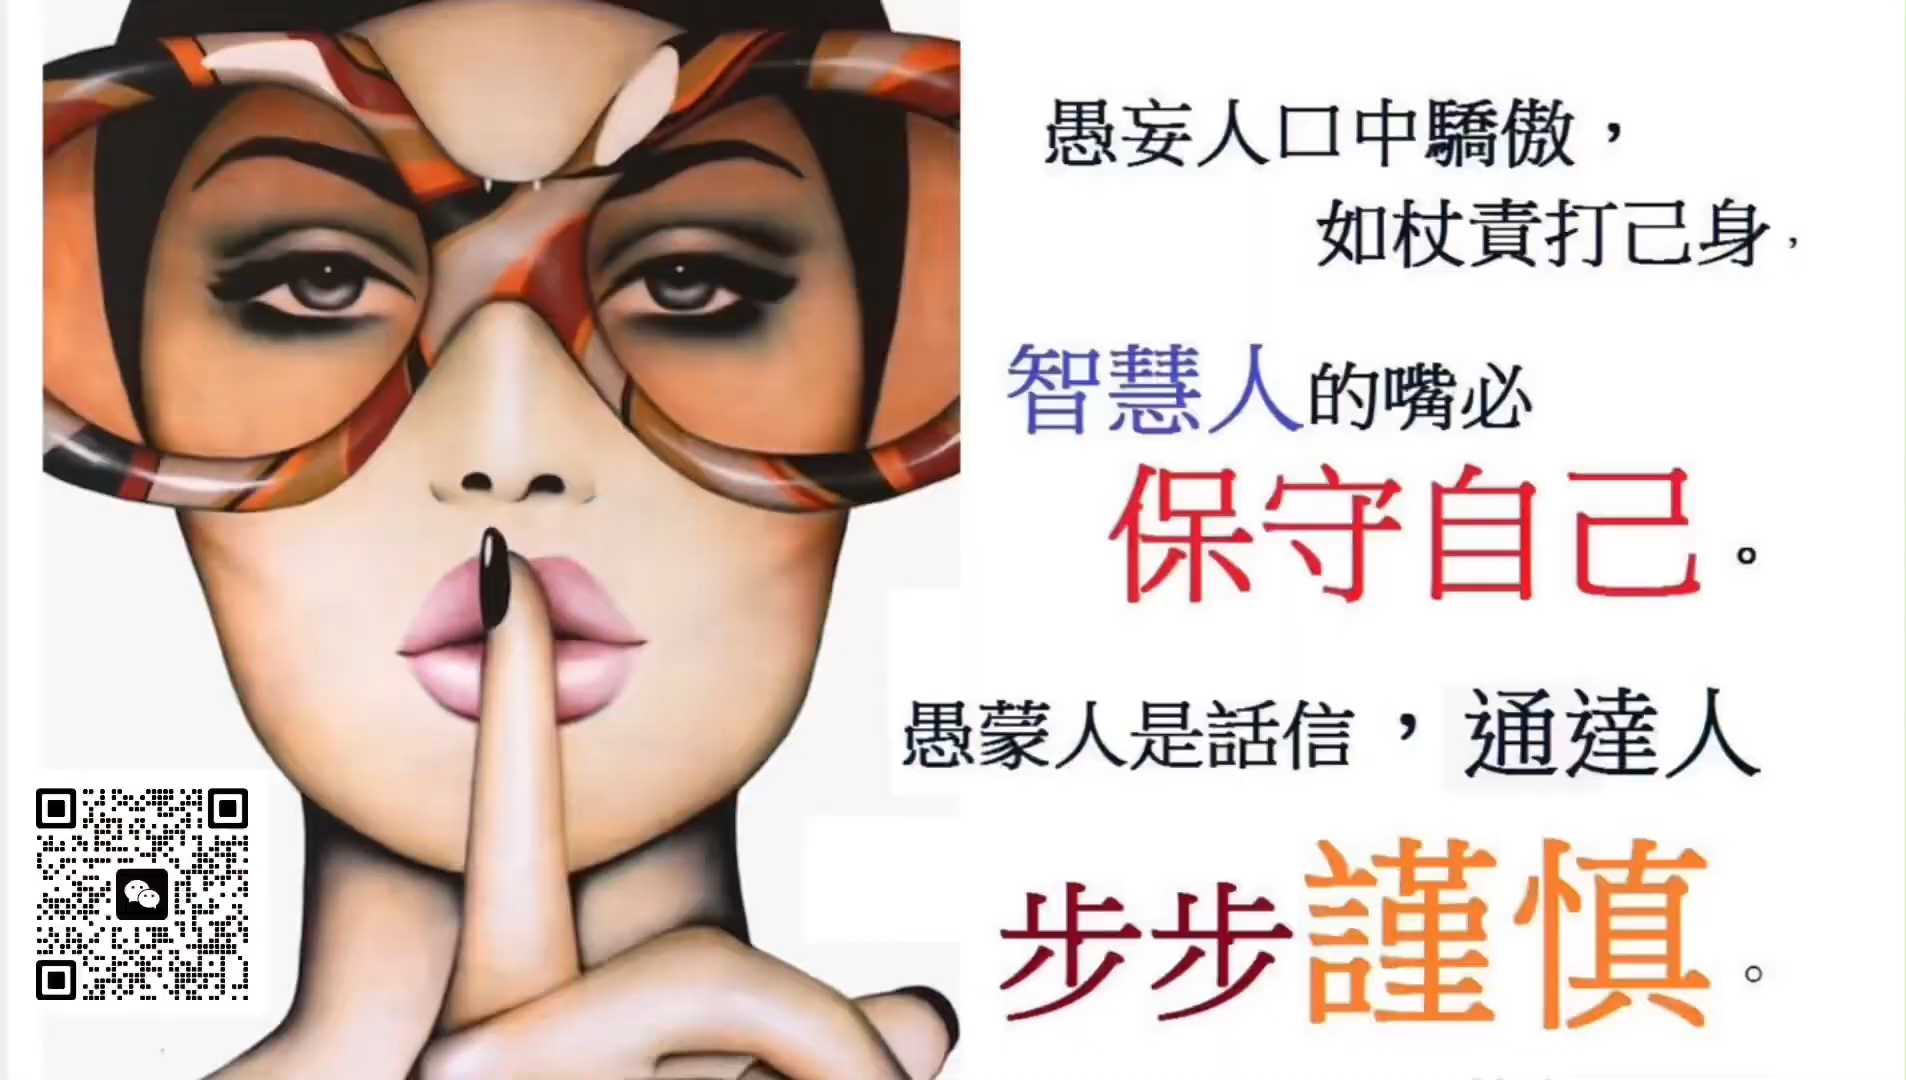 愚妄人口中驕傲，
如杖責打己身，
智慧人的嘴必
保守自己。
愚蒙人是話信，通達人
步步謹慎。